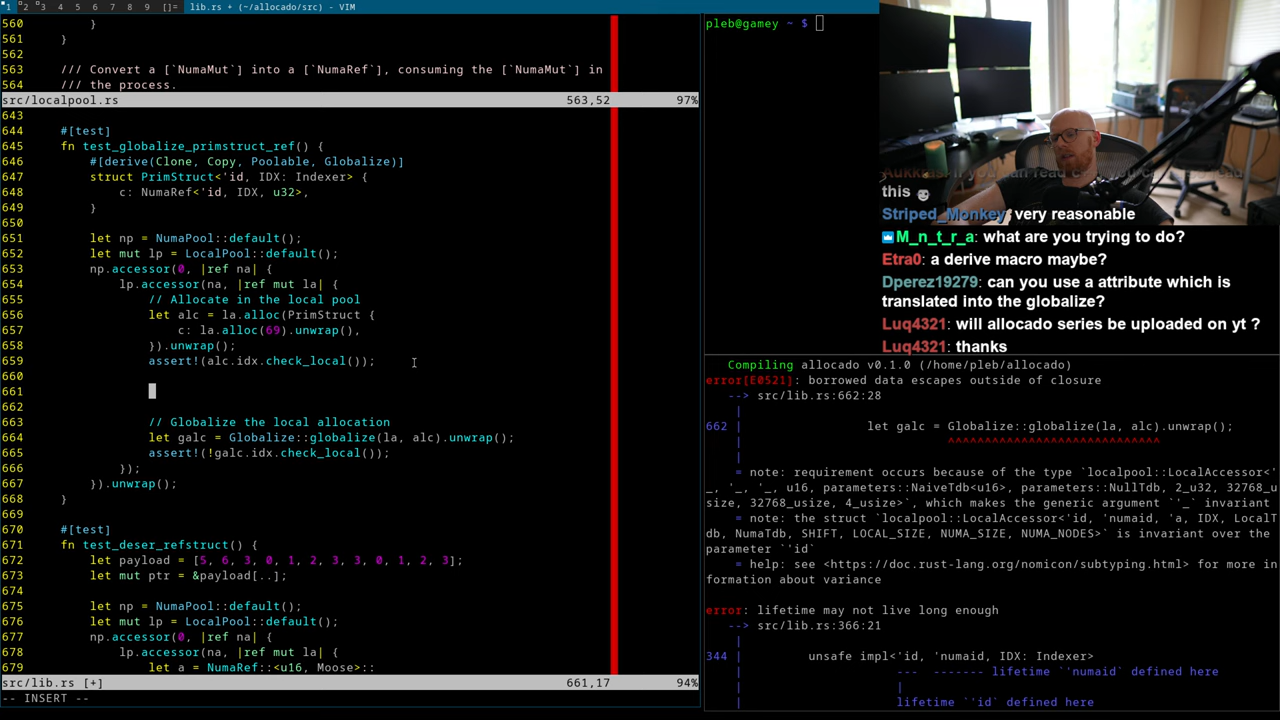 1 2 3 4 5 6 7 8 9 []= lib.rs + (~/allocado/src) - VIM
560 }
561 }
562
563 /// Convert a [`NumaMut`] into a [`NumaRef`], consuming the [`NumaMut`] in
564 /// the process.
src/localpool.rs 563,52 97%
643
644 #[test]
645 fn test_globalize_primstruct_ref() {
646 #[derive(Clone, Copy, Poolable, Globalize)]
647 struct PrimStruct<'id, IDX: Indexer> {
648 c: NumaRef<'id, IDX, u32>,
649 }
650
651 let np = NumaPool::default();
652 let mut lp = LocalPool::default();
653 np.accessor(0, |ref na| {
654 lp.accessor(na, |ref mut la| {
655 // Allocate in the local pool
656 let alc = la.alloc(PrimStruct {
657 c: la.alloc(69).unwrap(),
658 }).unwrap();
659 assert!(alc.idx.check_local());
660
661
662
663 // Globalize the local allocation
664 let galc = Globalize::globalize(la, alc).unwrap();
665 assert!(!galc.idx.check_local());
666 });
667 }).unwrap();
668 }
669
670 #[test]
671 fn test_deser_refstruct() {
672 let payload = [5, 6, 3, 0, 1, 2, 3, 3, 0, 1, 2, 3];
673 let mut ptr = &payload[..];
674
675 let np = NumaPool::default();
676 let mut lp = LocalPool::default();
677 np.accessor(0, |ref na| {
678 lp.accessor(na, |ref mut la| {
679 let a = NumaRef::<u16, Moose>::
src/lib.rs [+] 661,17 94%
-- INSERT --
pleb@gamey ~ $
Compiling allocado v0.1.0 (/home/pleb/allocado)
error[E0521]: borrowed data escapes outside of closure
--> src/lib.rs:662:28
|
662 | let galc = Globalize::globalize(la, alc).unwrap();
| ^^^^^^^^^^^^^^^^^^^^^^^^^^^^^
|
= note: requirement occurs because of the type `localpool::LocalAccessor<'
_, '_, '_, u16, parameters::NaiveTdb<u16>, parameters::NullTdb, 2_u32, 32768_u
size, 32768_usize, 4_usize>`, which makes the generic argument `'_` invariant
= note: the struct `localpool::LocalAccessor<'id, 'numaid, 'a, IDX, LocalT
db, NumaTdb, SHIFT, LOCAL_SIZE, NUMA_SIZE, NUMA_NODES>` is invariant over the
parameter `'id`
= help: see <https://doc.rust-lang.org/nomicon/subtyping.html> for more in
formation about variance
error: lifetime may not live long enough
--> src/lib.rs:366:21
|
344 | unsafe impl<'id, 'numaid, IDX: Indexer>
| --- ------- lifetime `'numaid` defined here
| |
| lifetime `'id` defined here
this
Striped_Monkey: very reasonable
M_n_t_r_a: what are you trying to do?
Etra0: a derive macro maybe?
Dperez19279: can you use a attribute which is
translated into the globalize?
Luq4321: will allocado series be uploaded on yt ?
Luq4321: thanks